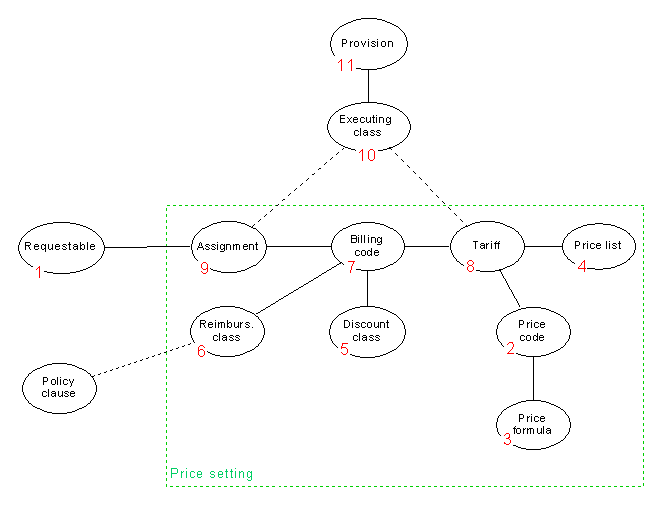 Provision
11
Executing
class
10
Requestable
1
Assignment
9
Billing
code
7
Tariff
8
Price list
4
Reimburs.
class
6
Discount
class
5
Price
code
2
Policy
clause
Price
formula
3
Price setting